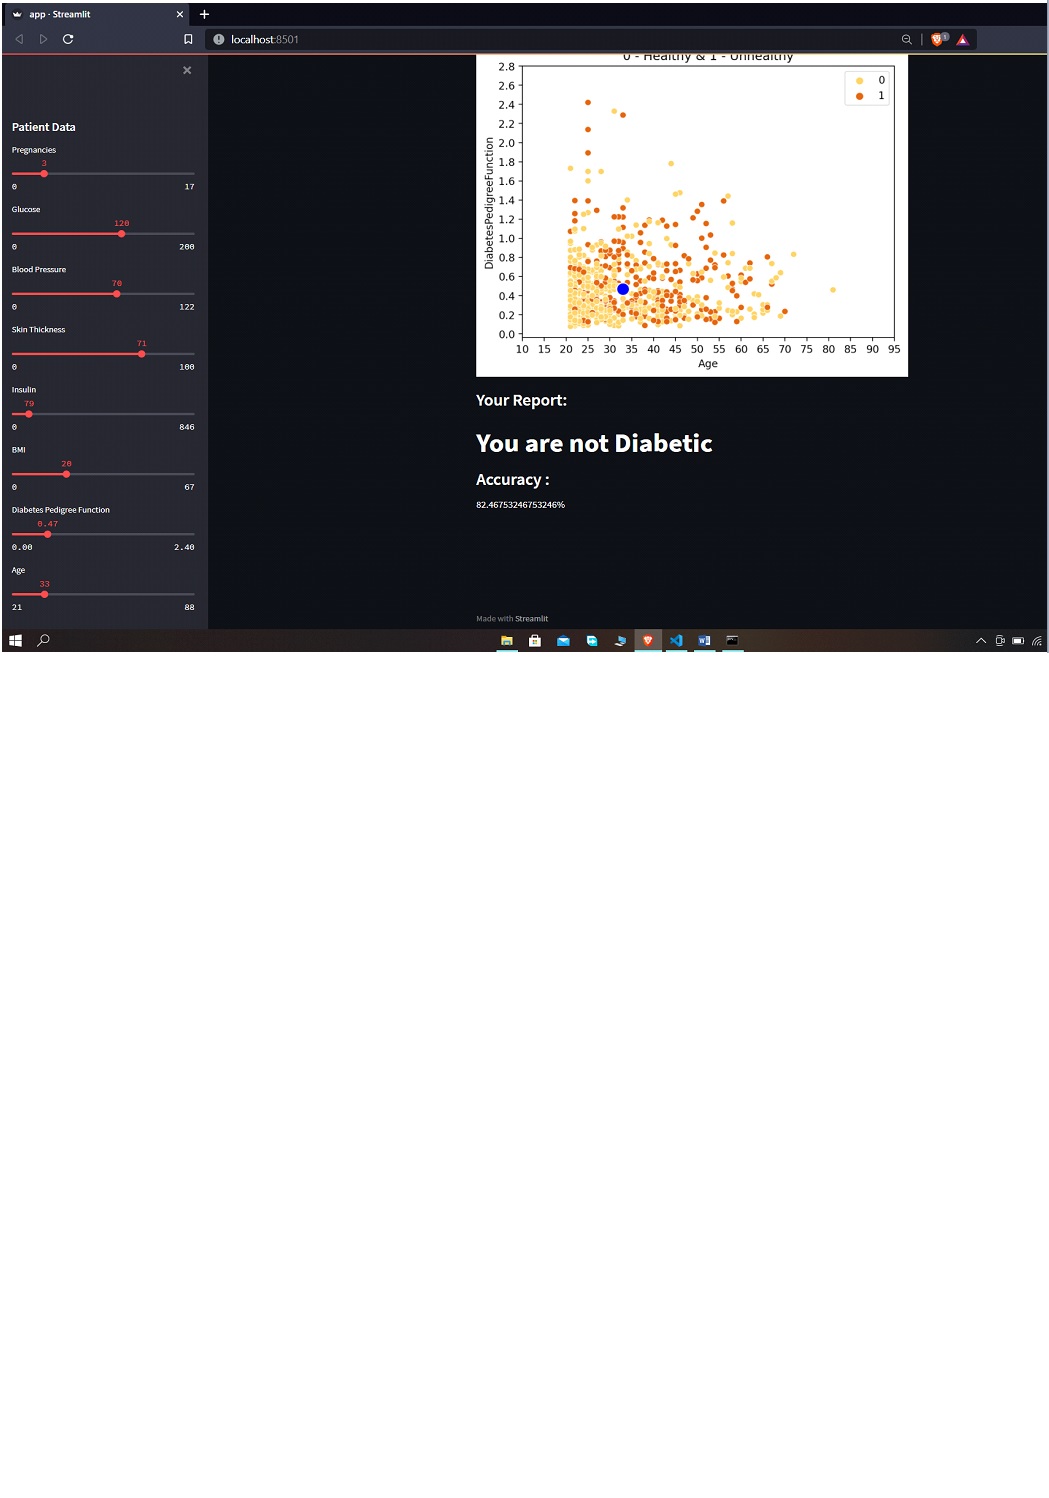 app - Streamlit
localhost:8501
1
Patient Data
Pregnancies
3
0 17
Glucose
120
0 200
Blood Pressure
70
0 122
Skin Thickness
71
0 100
Insulin
79
0 846
BMI
20
0 67
Diabetes Pedigree Function
0.47
0.00 2.40
Age
33
21 88
0 - Healthy & 1 - Unhealthy
0
1
DiabetesPedigreeFunction
2.8
2.6
2.4
2.2
2.0
1.8
1.6
1.4
1.2
1.0
0.8
0.6
0.4
0.2
0.0
10 15 20 25 30 35 40 45 50 55 60 65 70 75 80 85 90 95
Age
Your Report:
You are not Diabetic
Accuracy :
82.46753246753246%
Made with Streamlit